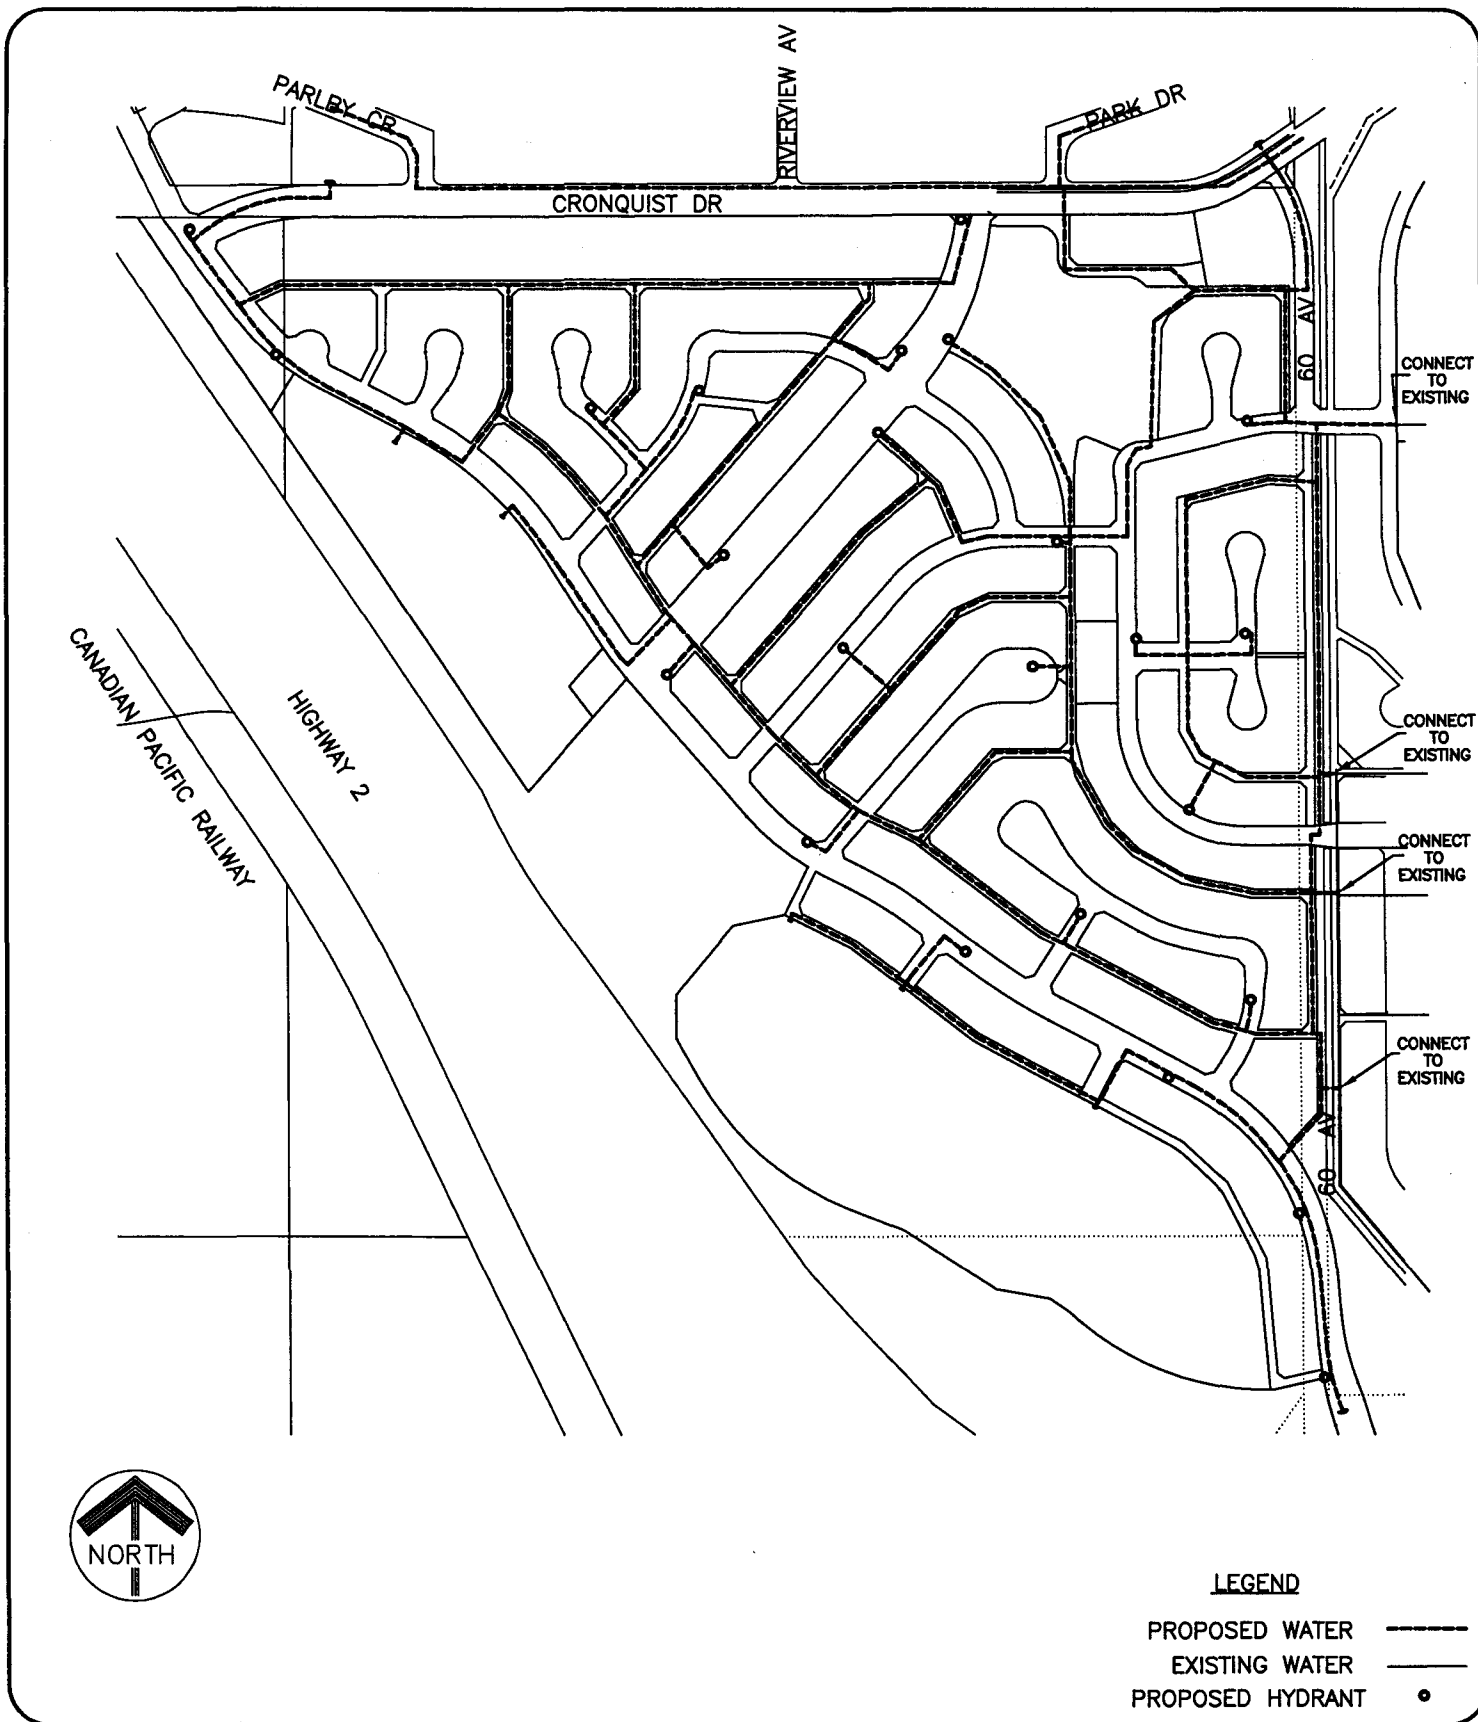 RIVERVIEW AV
PARLBY CR
PARK DR
CRONQUIST DR
60 AV
CONNECT
TO
EXISTING
CANADIAN PACIFIC RAILWAY
HIGHWAY 2
CONNECT
TO
EXISTING
CONNECT
TO
EXISTING
CONNECT
TO
EXISTING
60 AV
NORTH
LEGEND
PROPOSED WATER
EXISTING WATER
PROPOSED HYDRANT